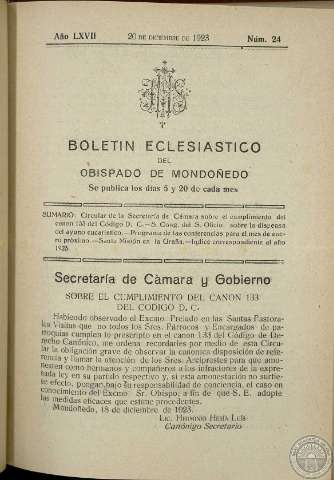 Año LXVII 20 DE DICIEMBRE DE 1923 Núm. 24
BOLETIN ECLESIASTICO
DEL
OBISPADO DE MONDOÑEDO
Se publica los días 5 y 20 de cada mes
SUMARIO: Circular de la Secretaría de Cámara sobre el cumplimiento del
canon 133 del Código D. C.—S. Cong. del S. Oficio sobre la dispensa
del ayuno eucarístico.—Programa de las conferencias para el mes de ene-
ro próximo.—Santa Misión en la Graña.—Indice correspondiente al año
1923.
Secretaría de Càmara y Gobierno
SOBRE EL CUMPLIMIENTO DEL CANON 133
DEL CODIGO D. C.
Habiendo observado el Excmo. Prelado en las Santas Pastora-
les Visitas que no todos los Sres. Párrocos y Encargados de pa-
rroquias cumplen lo prescripto en el canon 133 del Código de De-
recho Canónico, me ordena recordarles por medio de esta Circu-
lar la obligación grave de observar la canónica disposición de refe-
rencia y llamar la atención de los Sres. Arciprestes para que amo-
nesten como hermanos y compañeros a los infractores de la expre-
sada ley en su partido respectivo y, si esta amonestación no surtie-
re efecto, pongan bajo su responsabilidad de conciencia, el caso en
conocimiento del Excmo. Sr. Obispo, a fin de que S. E. adopte
las medidas eficaces que estime procedentes.
Mondoñedo, 18 de diciembre de 1923.
LIC.
Canónigo Secretario